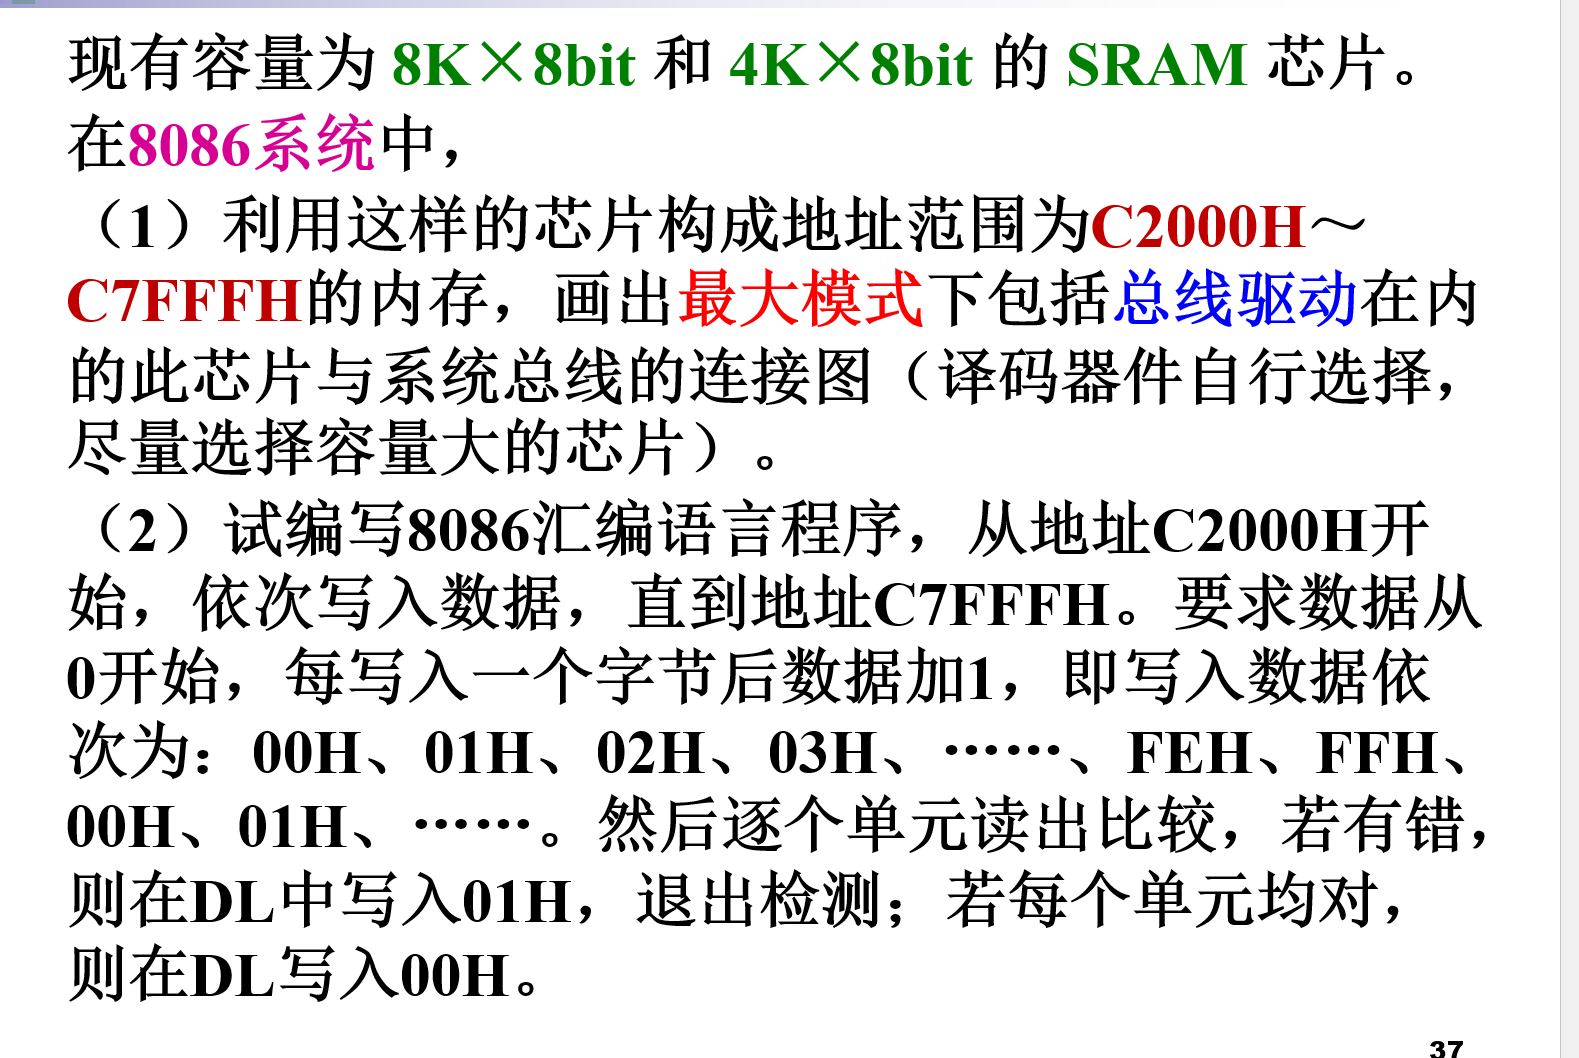 现有容量为 8K×8bit 和 4K×8bit 的 SRAM 芯片。
在8086系统中，
（1）利用这样的芯片构成地址范围为C2000H～
C7FFFH的内存，画出最大模式下包括总线驱动在内
的此芯片与系统总线的连接图（译码器件自行选择，
尽量选择容量大的芯片）。
（2）试编写8086汇编语言程序，从地址C2000H开
始，依次写入数据，直到地址C7FFFH。要求数据从
0开始，每写入一个字节后数据加1，即写入数据依
次为：00H、01H、02H、03H、……、FEH、FFH、
00H、01H、……。然后逐个单元读出比较，若有错，
则在DL中写入01H，退出检测；若每个单元均对，
则在DL写入00H。
37